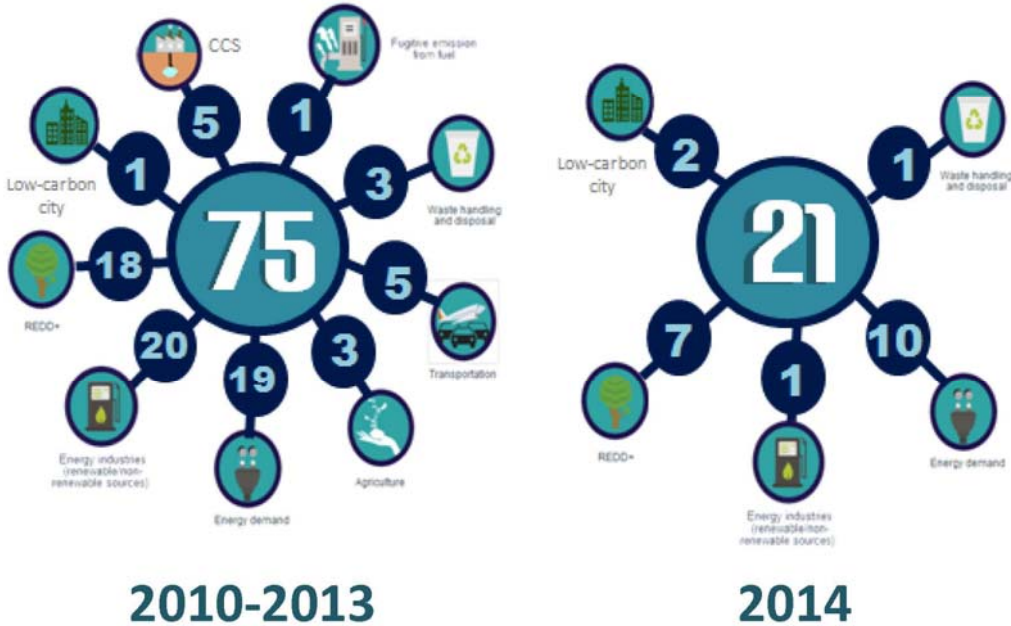 CCS
Fugitive emission
from fuel
5
1
Low-carbon
city
1
3
Waste handling
and disposal
75
REDD+
18
5
Transportation
20
19
3
Energy industries
(renewable/non-
renewable sources)
Energy demand
Agriculture
2010-2013
Low-carbon
city
2
1
Waste handling
and disposal
21
REDD+
7
1
10
Energy demand
Energy industries
(renewable/non-
renewable sources)
2014